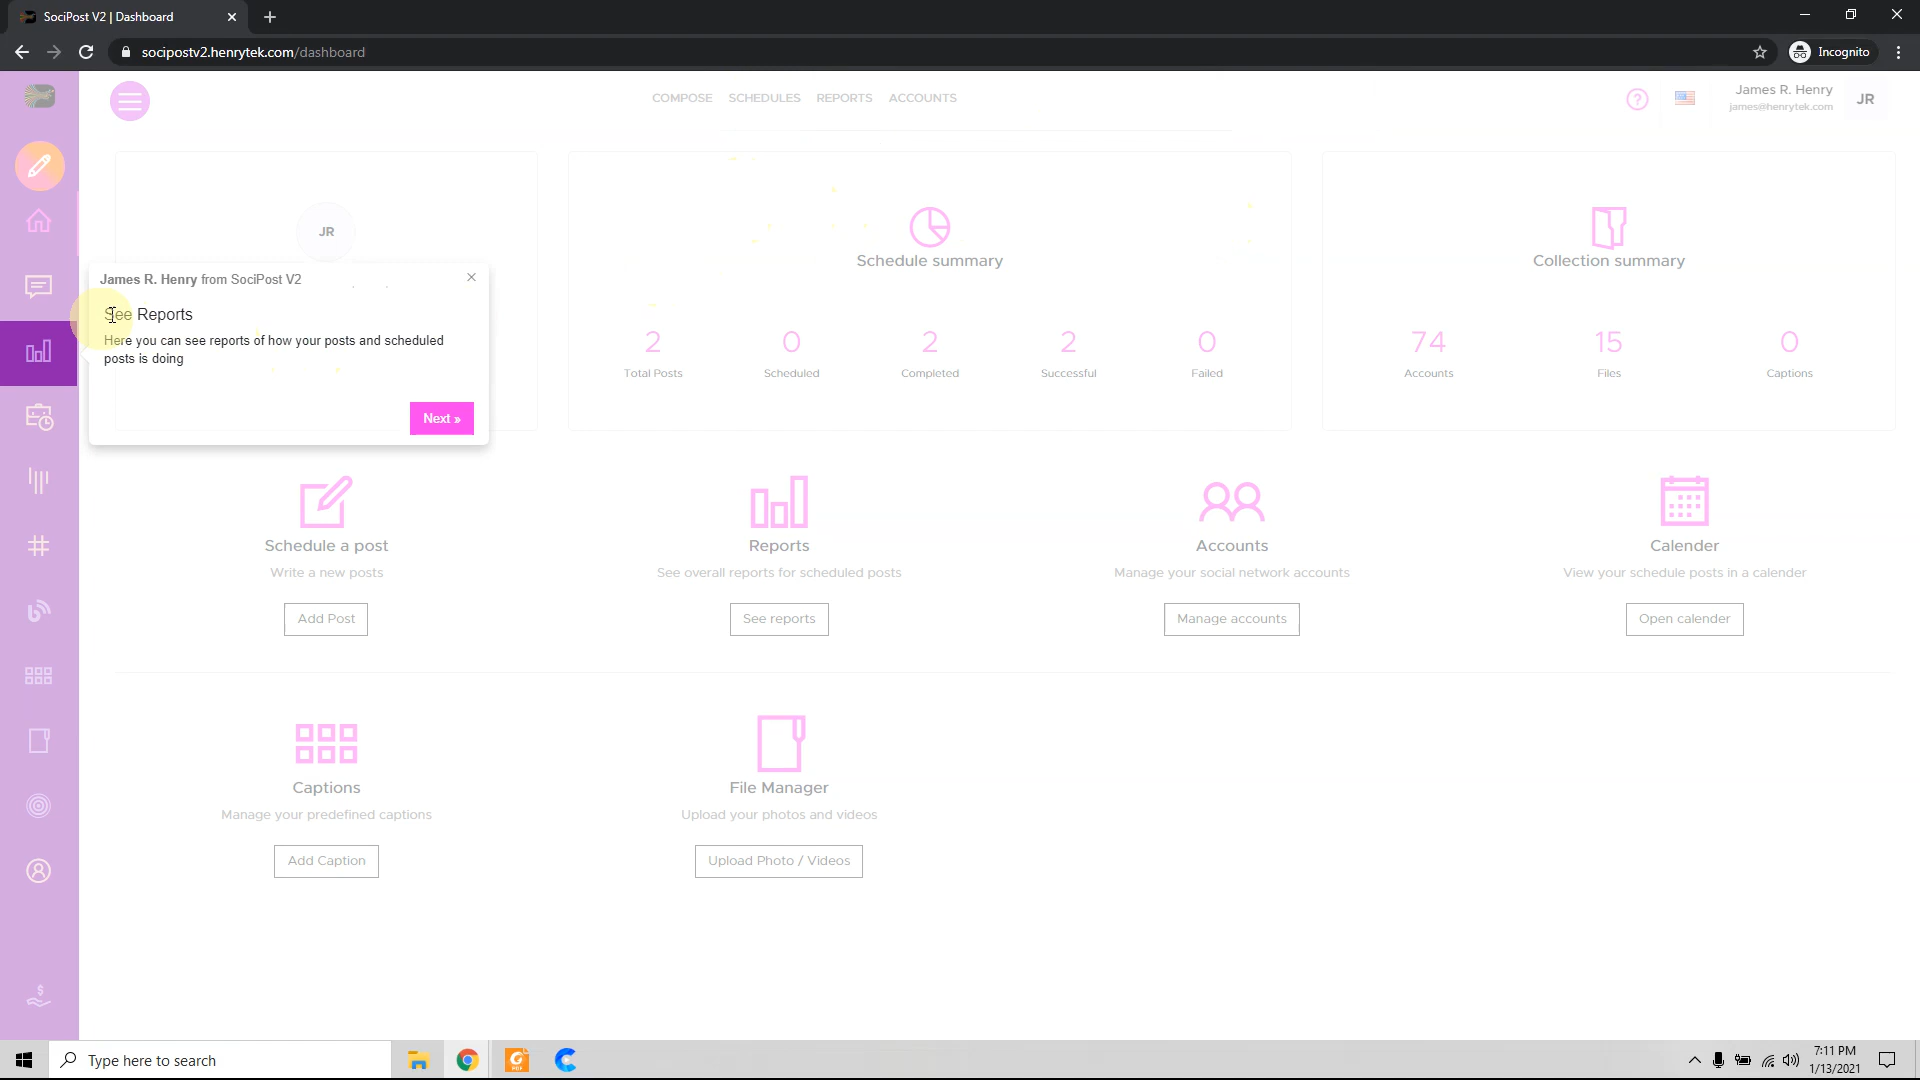 SociPost V2 | Dashboard
socipostv2.henrytek.com/dashboard
Incognito
COMPOSE SCHEDULES REPORTS ACCOUNTS
?
James R. Henry
james@henrytek.com
JR
JR
Schedule summary
Collection summary
James R. Henry from SociPost V2
See Reports
Here you can see reports of how your posts and scheduled
posts is doing
Next »
2 0 2 2 0
Total Posts Scheduled Completed Successful Failed
74 15 0
Accounts Files Captions
Schedule a post
Write a new posts
Add Post
Reports
See overall reports for scheduled posts
See reports
Accounts
Manage your social network accounts
Manage accounts
Calender
View your schedule posts in a calender
Open calender
Captions
Manage your predefined captions
Add Caption
File Manager
Upload your photos and videos
Upload Photo / Videos
Type here to search
7:11 PM
1/13/2021